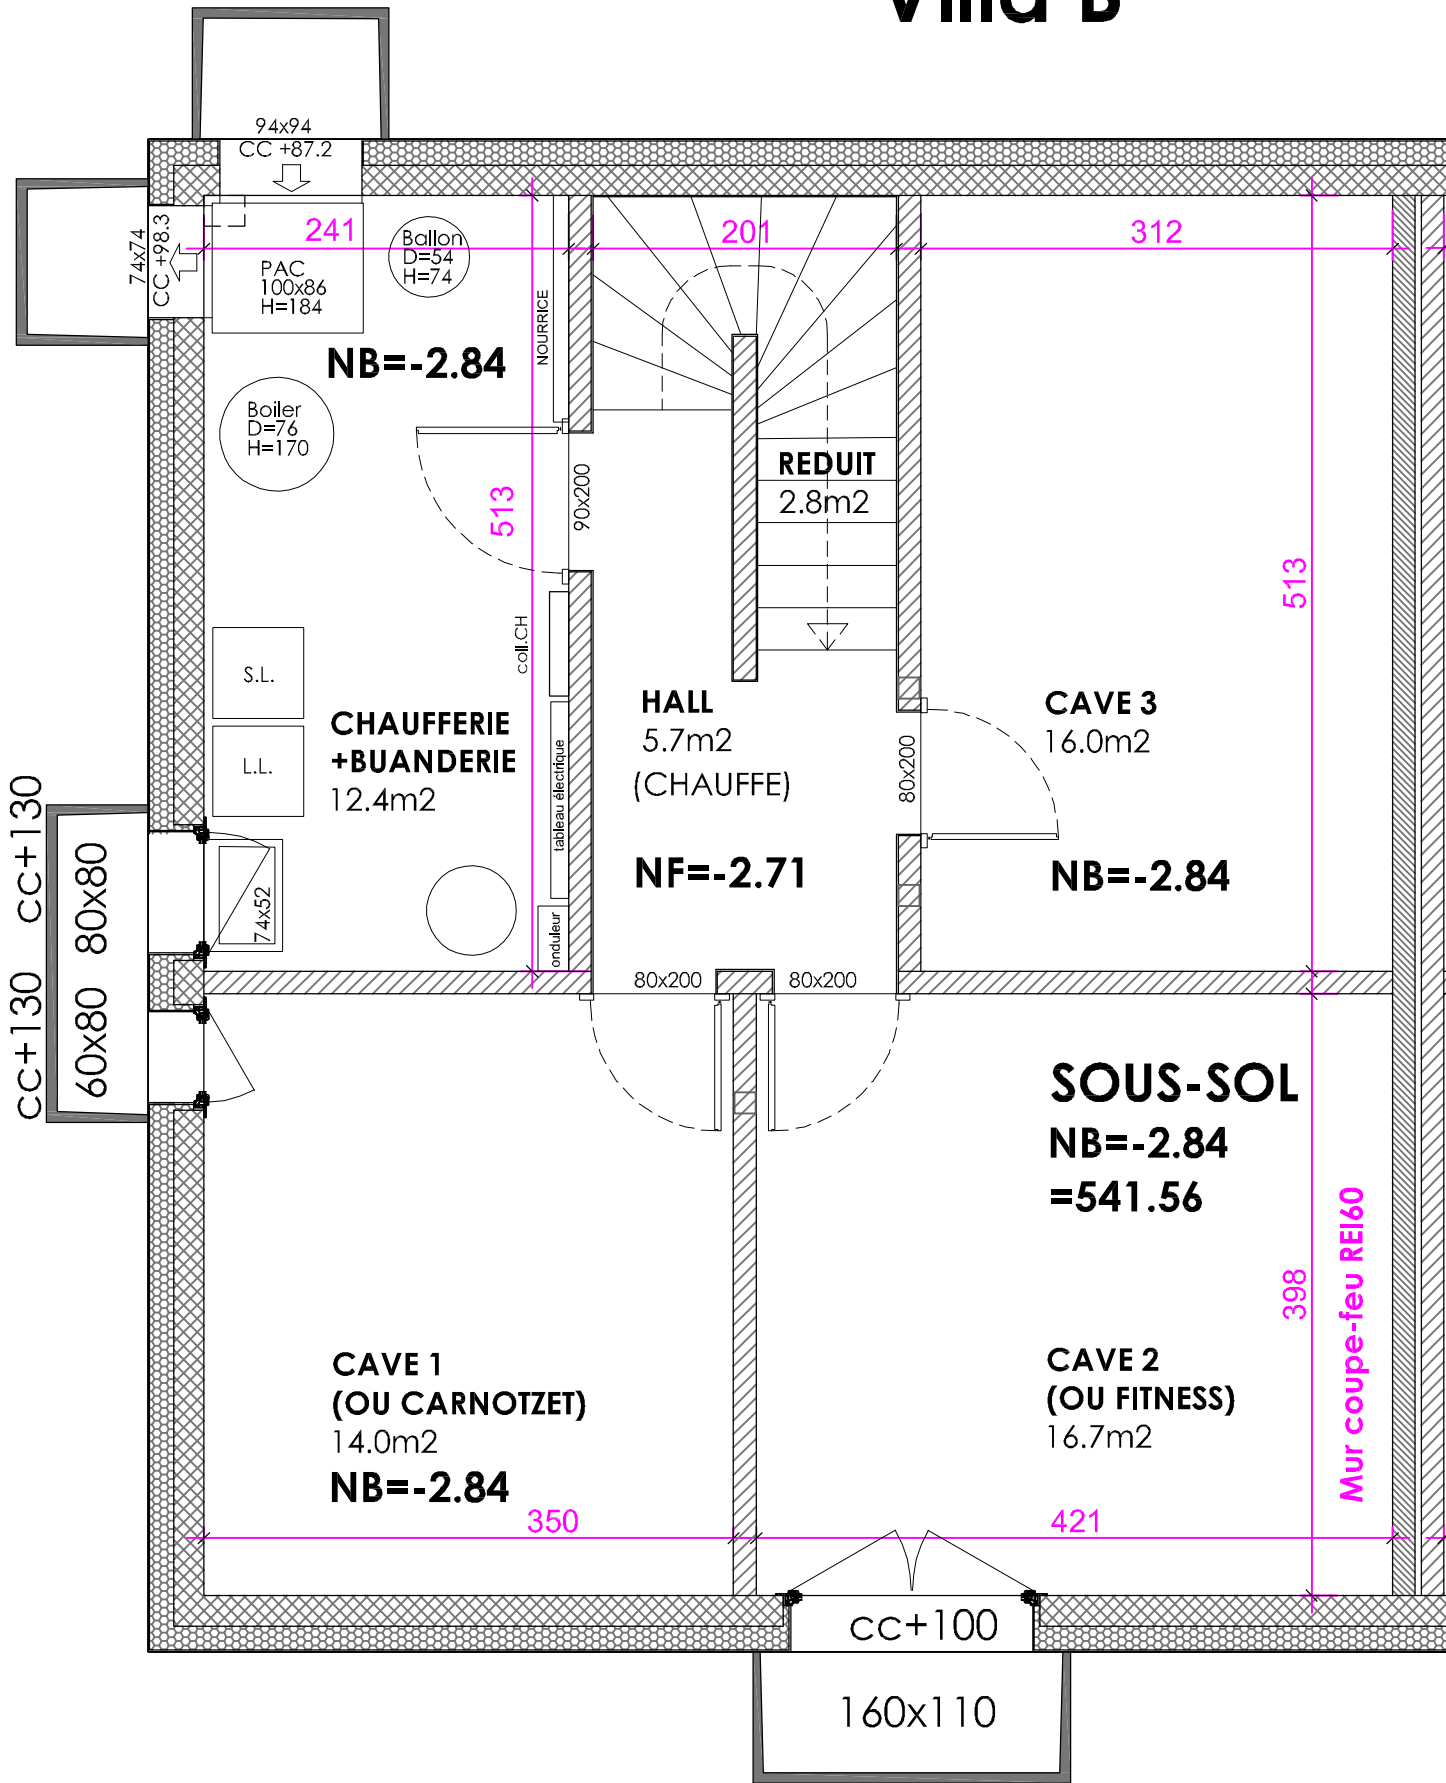 Villa B
94x94
CC +87.2
74x74
CC +98.3
241
201
312
PAC
100x86
H=184
Ballon
D=54
H=74
NOURRICE
NB=-2.84
Boiler
D=76
H=170
513
90x200
REDUIT
2.8m2
513
coll.CH
S.L.
L.L.
CHAUFFERIE
+BUANDERIE
12.4m2
tableau électrique
HALL
5.7m2
(CHAUFFE)
80x200
CAVE 3
16.0m2
NF=-2.71
NB=-2.84
cc+130
80x80
74x52
onduleur
cc+130
60x80
80x200
80x200
SOUS-SOL
NB=-2.84
=541.56
398
Mur coupe-feu REI60
CAVE 1
(OU CARNOTZET)
14.0m2
NB=-2.84
CAVE 2
(OU FITNESS)
16.7m2
350
421
cc+100
160x110